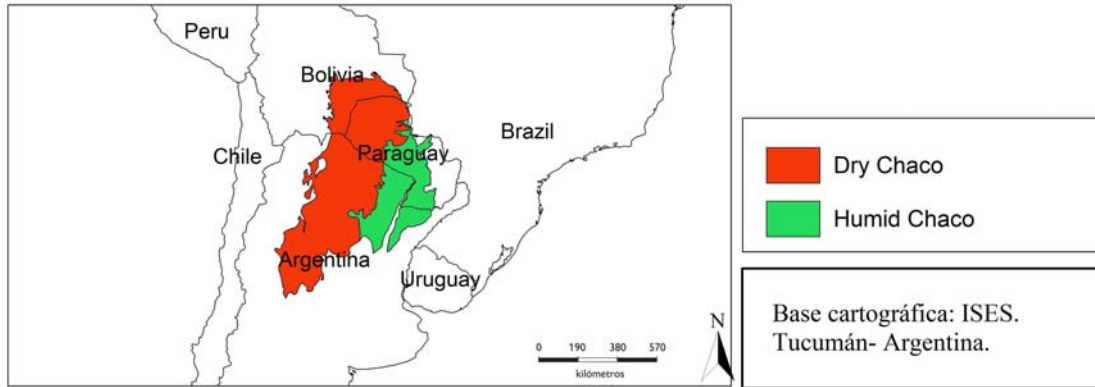 Peru
Bolivia
Brazil
Chile
Paraguay
Argentina
Uruguay
N
0 190 380 570
kilómetros
Dry Chaco
Humid Chaco
Base cartográfica: ISES.
Tucumán- Argentina.